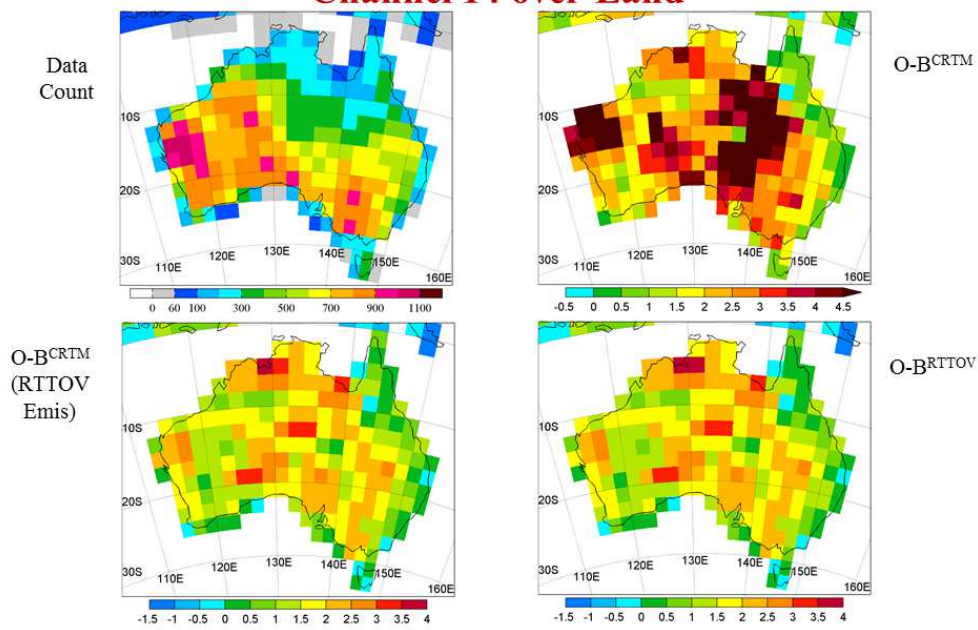 Channel 14 over Land
Data
Count
10S
20S
30S
110E
120E
130E
140E
150E
160E
0 60 100 300 500 700 900 1100
O-B^CRTM
10S
20S
30S
110E
120E
130E
140E
150E
160E
-0.5 0 0.5 1 1.5 2 2.5 3 3.5 4 4.5
O-B^CRTM
(RTTOV
Emis)
10S
20S
30S
110E
120E
130E
140E
150E
160E
-1.5 -1 -0.5 0 0.5 1 1.5 2 2.5 3 3.5 4
O-B^RTTOV
10S
20S
30S
110E
120E
130E
140E
150E
160E
-1.5 -1 -0.5 0 0.5 1 1.5 2 2.5 3 3.5 4